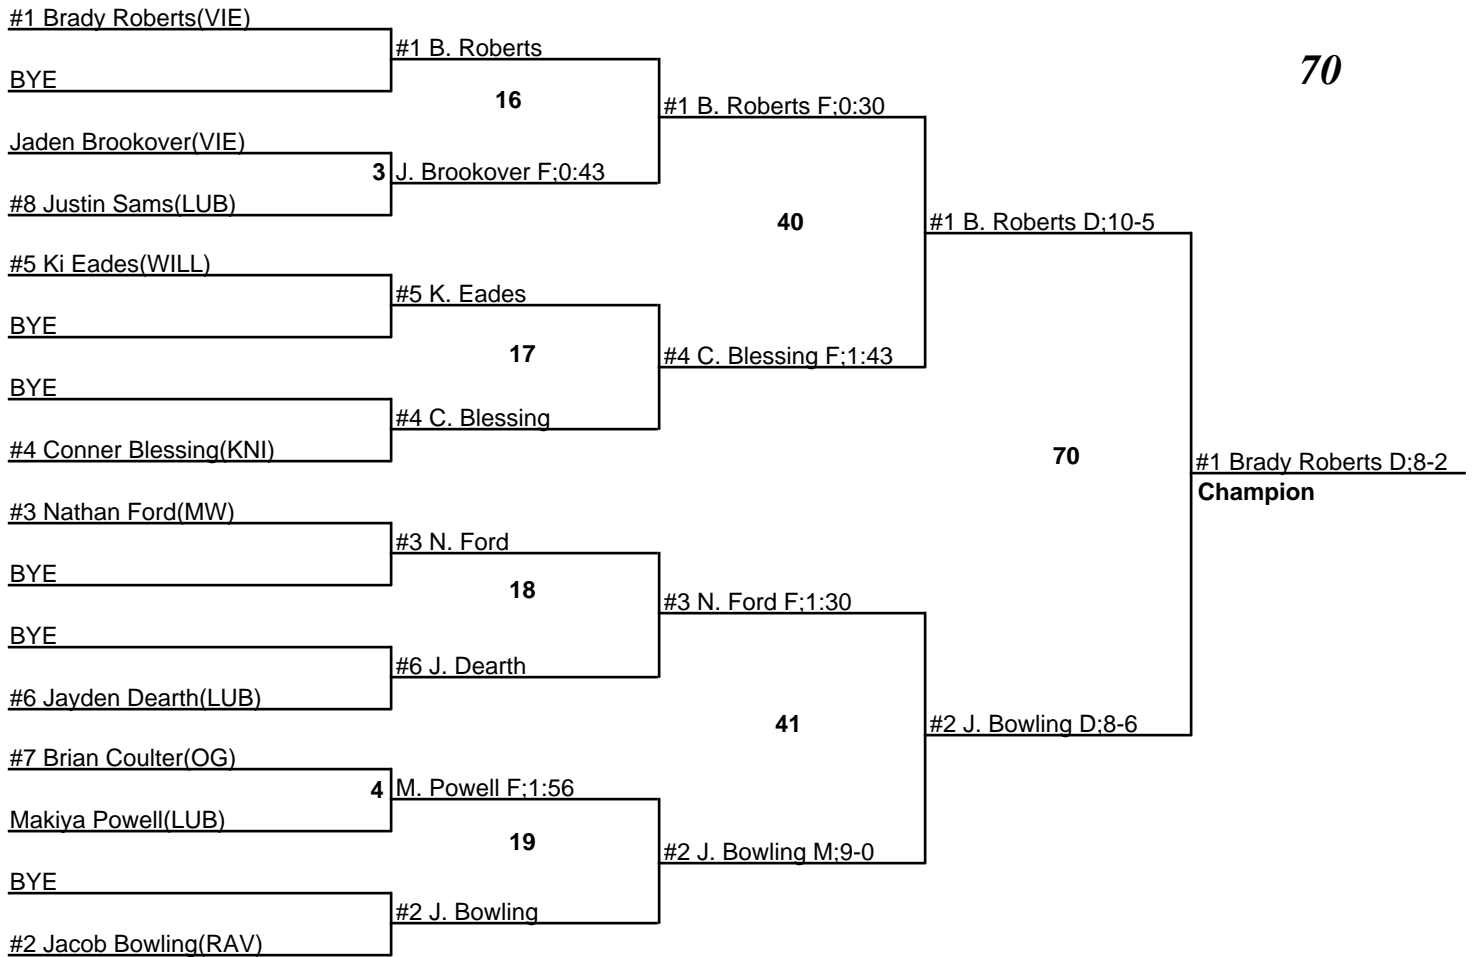 #1 Brady Roberts(VIE)
BYE
Jaden Brookover(VIE)
#8 Justin Sams(LUB)
#5 Ki Eades(WILL)
BYE
BYE
#4 Conner Blessing(KNI)
#3 Nathan Ford(MW)
BYE
BYE
#6 Jayden Dearth(LUB)
#7 Brian Coulter(OG)
Makiya Powell(LUB)
BYE
#2 Jacob Bowling(RAV)
#1 B. Roberts
16
3 J. Brookover F;0:43
#5 K. Eades
17
#4 C. Blessing
#3 N. Ford
18
#6 J. Dearth
4 M. Powell F;1:56
19
#2 J. Bowling
#1 B. Roberts F;0:30
40
#4 C. Blessing F;1:43
#3 N. Ford F;1:30
41
#2 J. Bowling M;9-0
#1 B. Roberts D;10-5
70
#2 J. Bowling D;8-6
70
#1 Brady Roberts D;8-2
Champion